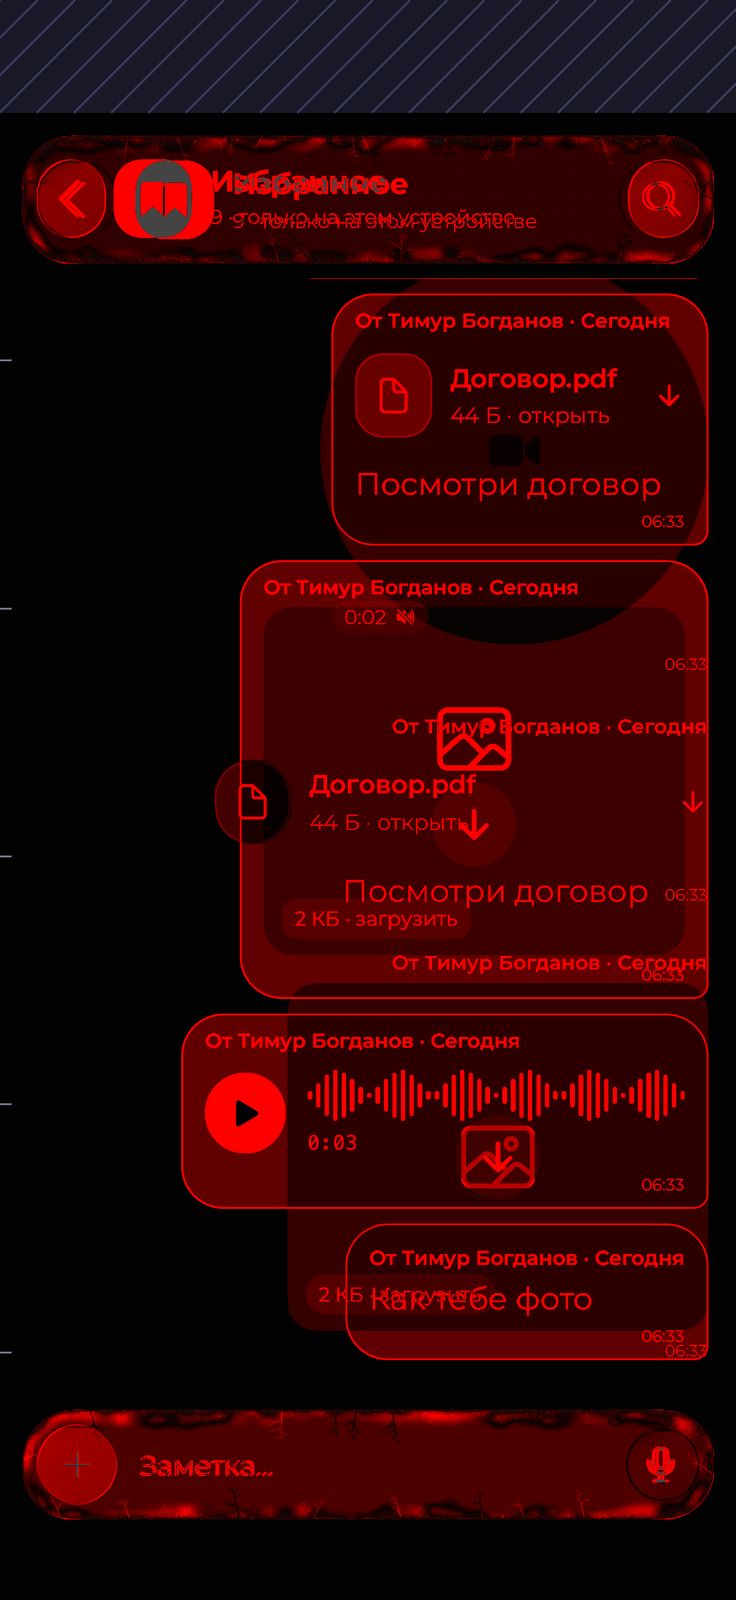 Избранное
9 · только на этом устройстве
От Тимур Богданов · Сегодня
Договор.pdf
44 Б · открыть
Посмотри договор
06:33
От Тимур Богданов · Сегодня
0:02
06:33
От Тимур Богданов · Сегодня
Договор.pdf
44 Б · открыть
Посмотри договор
06:33
2 КБ · загрузить
От Тимур Богданов · Сегодня
06:33
От Тимур Богданов · Сегодня
0:03
06:33
От Тимур Богданов · Сегодня
2 КБ · загрузить
Как тебе фото
06:33
06:33
Заметка...